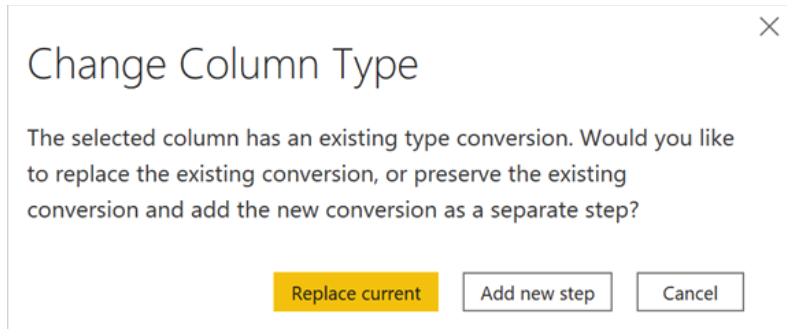 Change Column Type
The selected column has an existing type conversion. Would you like
to replace the existing conversion, or preserve the existing
conversion and add the new conversion as a separate step?
Replace current
Add new step
Cancel